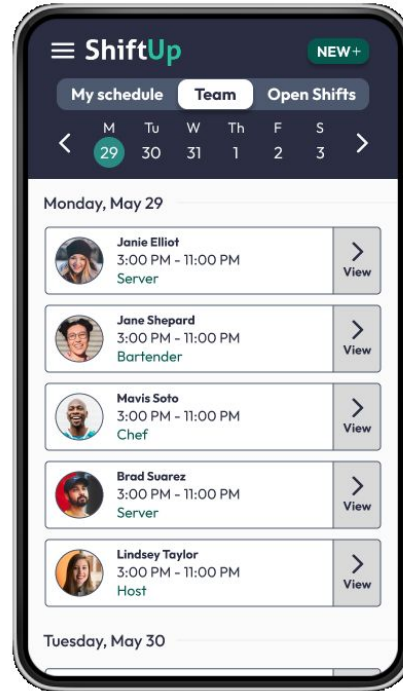 ShiftUp
NEW+
My schedule Team Open Shifts
M Tu W Th F S
29 30 31 1 2 3
Monday, May 29
Janie Elliot
3:00 PM - 11:00 PM
Server
View
Jane Shepard
3:00 PM - 11:00 PM
Bartender
View
Mavis Soto
3:00 PM - 11:00 PM
Chef
View
Brad Suarez
3:00 PM - 11:00 PM
Server
View
Lindsey Taylor
3:00 PM - 11:00 PM
Host
View
Tuesday, May 30